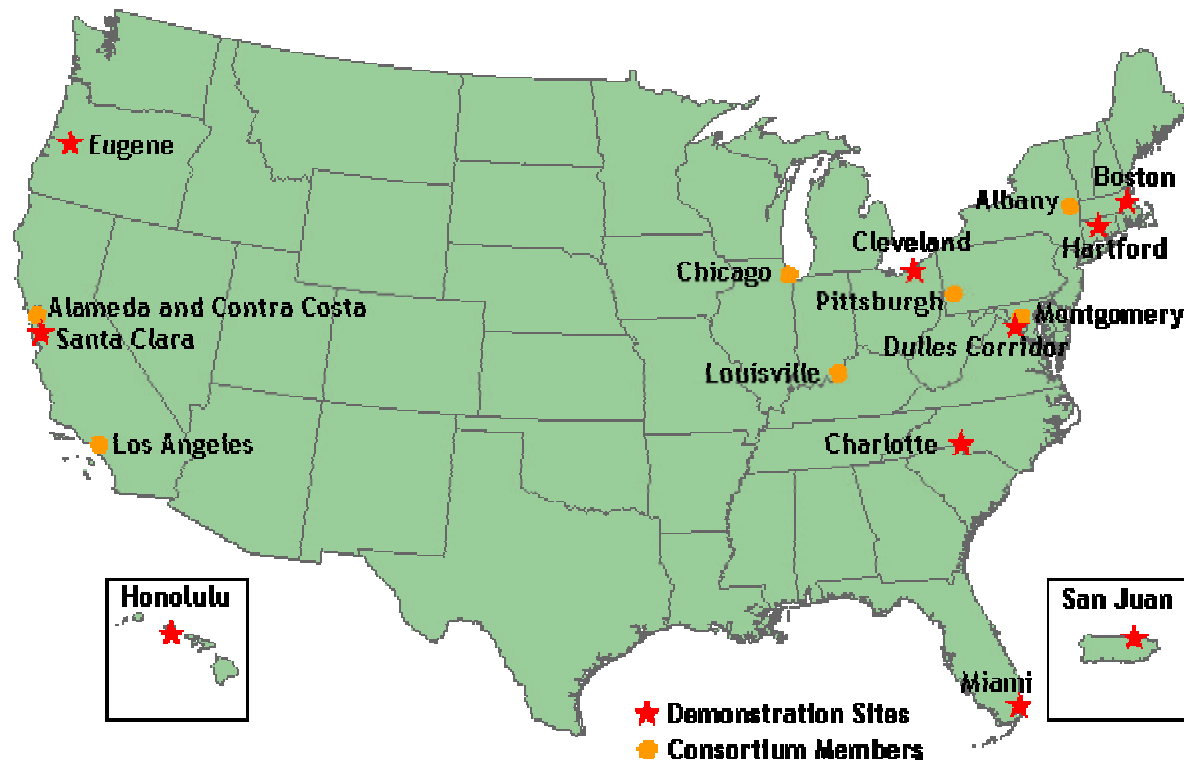 Eugene
Boston
Albany
Cleveland
Hartford
Chicago
Pittsburgh
Alameda and Contra Costa
Montgomery
Santa Clara
Dulles Corridor
Louisville
Los Angeles
Charlotte
Honolulu
San Juan
Miami
Demonstration Sites
Consortium Members